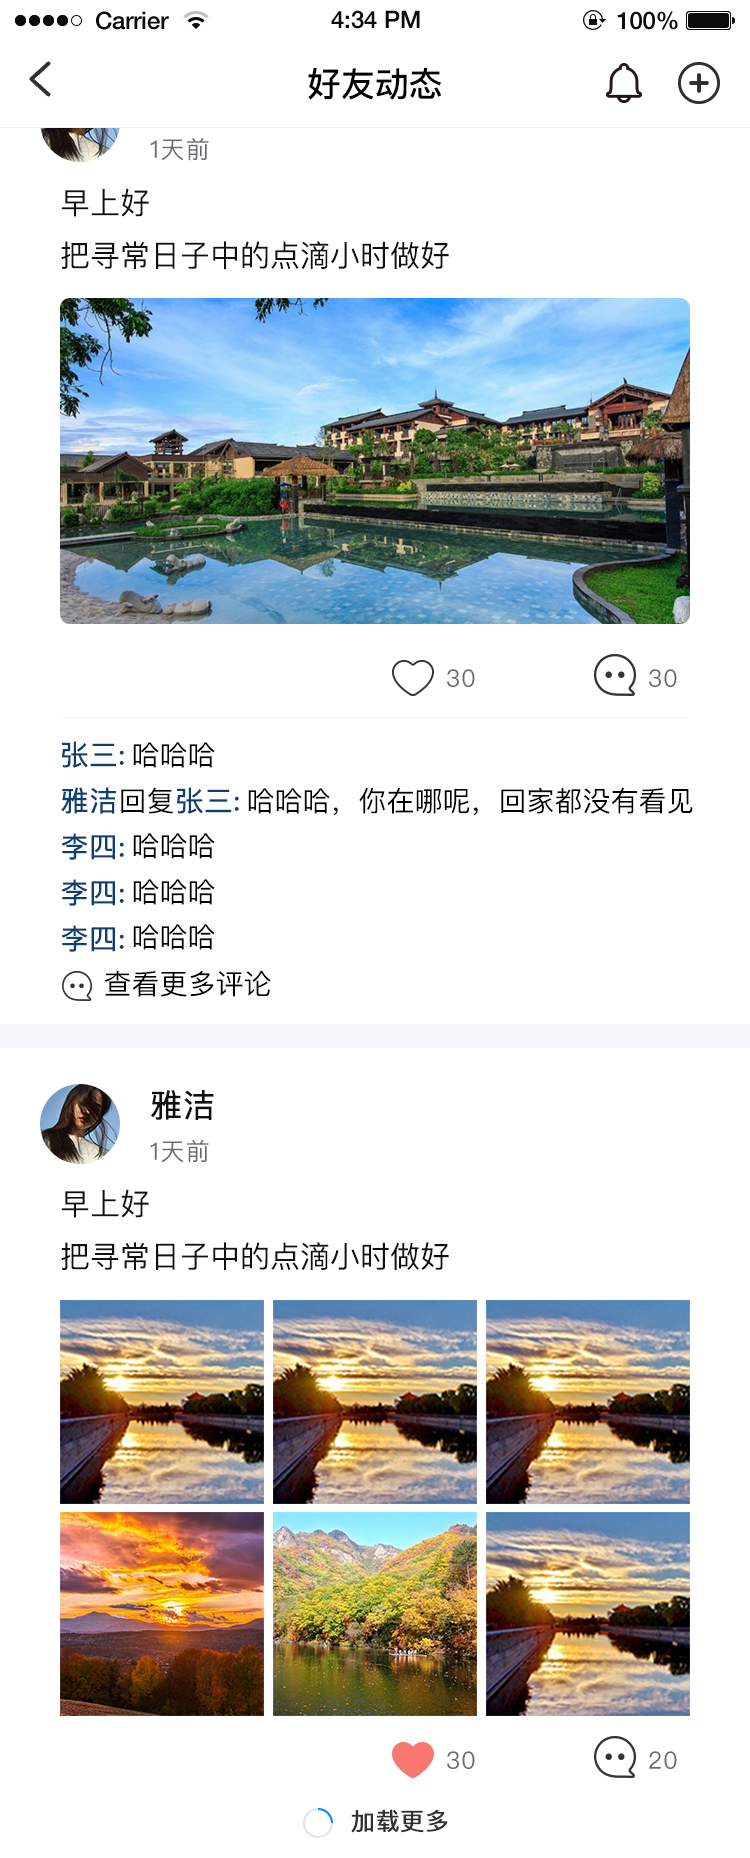 Carrier 4:34 PM 100%
好友动态
1天前
早上好
把寻常日子中的点滴小时做好
30 30
张三: 哈哈哈
雅洁回复张三: 哈哈哈，你在哪呢，回家都没有看见
李四: 哈哈哈
李四: 哈哈哈
李四: 哈哈哈
查看更多评论
雅洁
1天前
早上好
把寻常日子中的点滴小时做好
30 20
加载更多